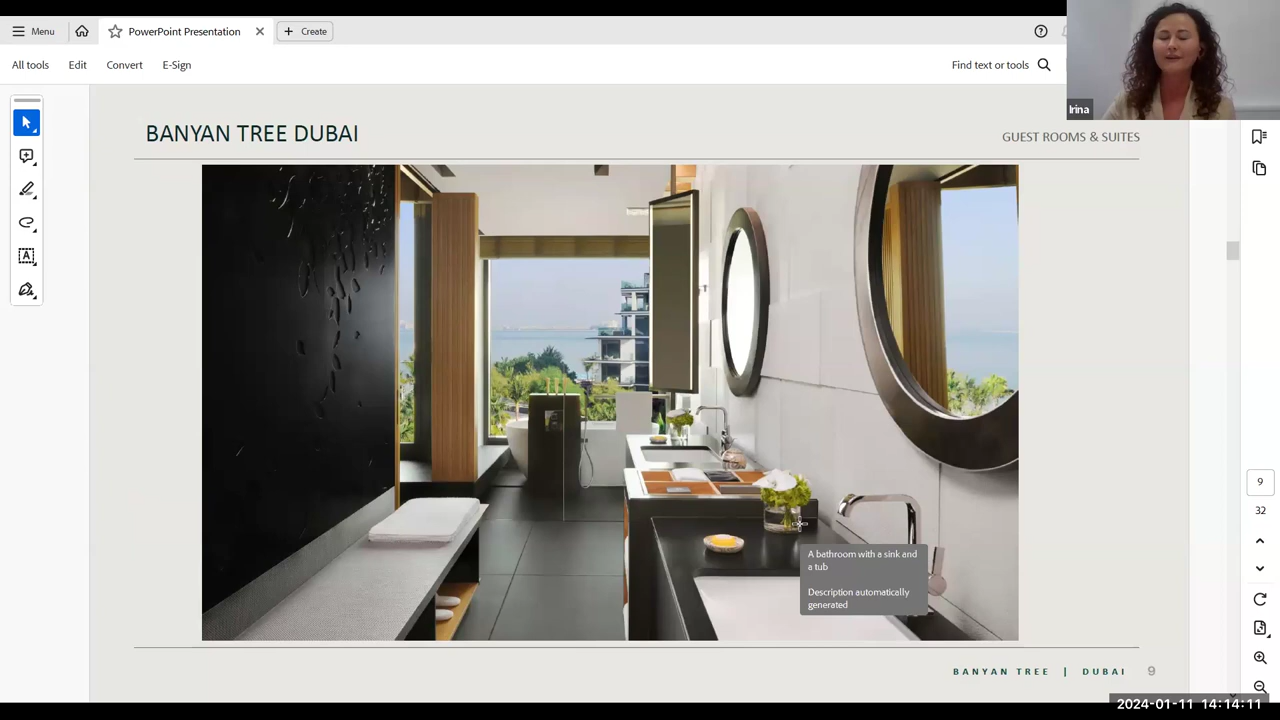 Menu
PowerPoint Presentation
Create
All tools
Edit
Convert
E-Sign
Find text or tools
Irina
BANYAN TREE DUBAI
GUEST ROOMS & SUITES
A bathroom with a sink and
a tub
Description automatically
generated
9
32
BANYAN TREE | DUBAI 9
2024-01-11 14:14:11